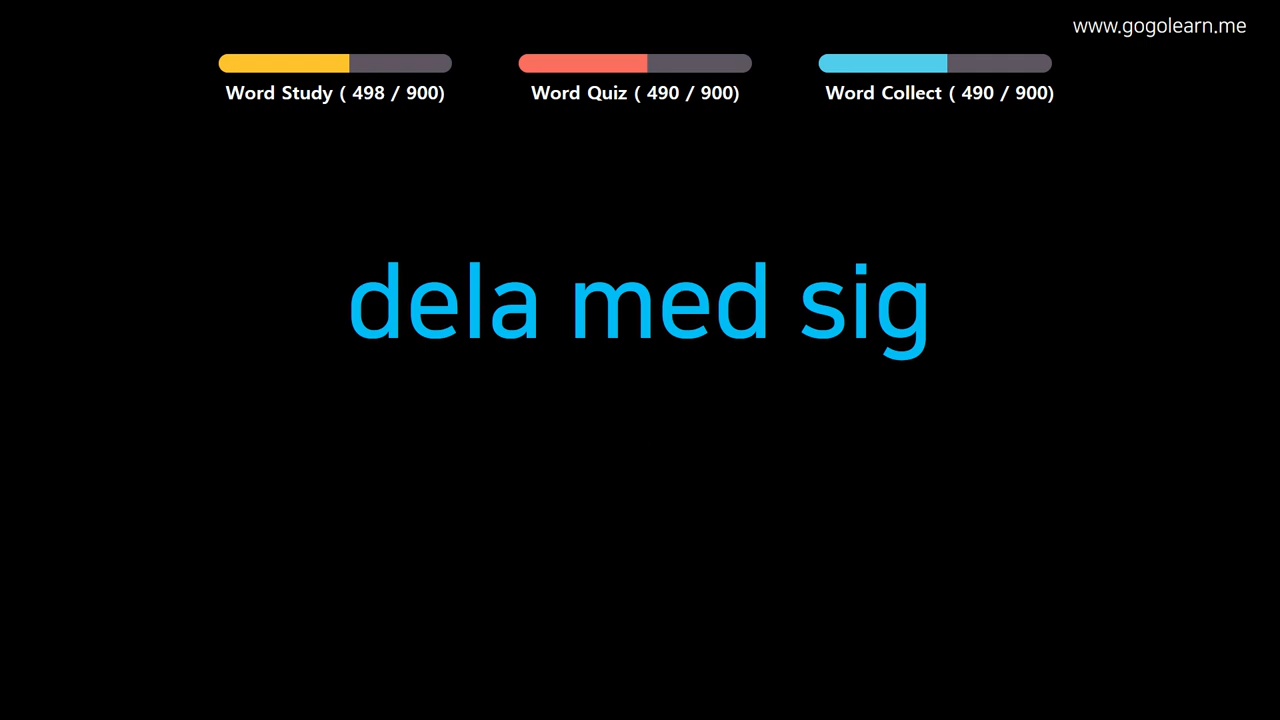 www.gogolearn.me
Word Study ( 498 / 900)
Word Quiz ( 490 / 900)
Word Collect ( 490 / 900)
dela med sig